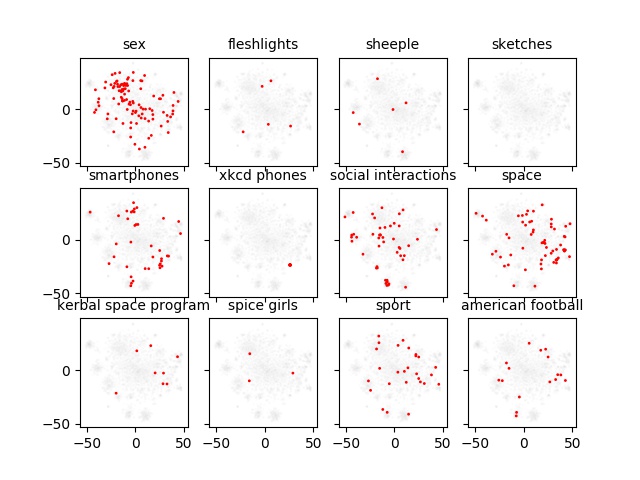 sex fleshlights sheeple sketches
0
−50
smartphones xkcd phones social interactions space
0
−50
kerbal space program spice girls sport american football
0
−50
−50 0 50 −50 0 50 −50 0 50 −50 0 50